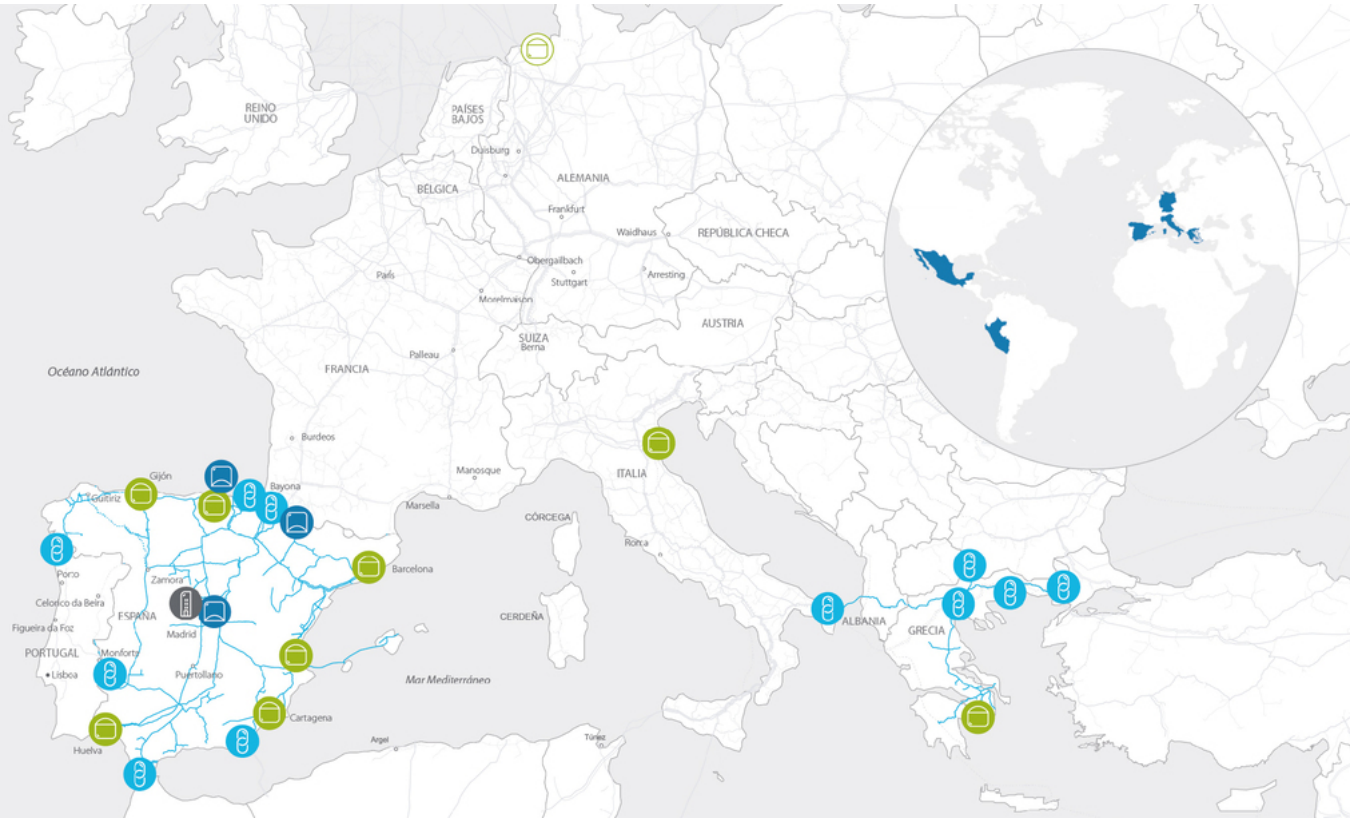 REINO
UNIDO
PAÍSES
BAJOS
Duisburg
ALEMANIA
BÉLGICA
Frankfurt
Waidhaus
REPÚBLICA CHECA
Obergailbach
París
Stuttgart
Arresting
Morelmaison
AUSTRIA
SUIZA
Berna
Palleau
Océano Atlántico
FRANCIA
Burdeos
Manosque
ITALIA
Gijón
Bayona
Guitiriz
Marsella
CÓRCEGA
Roma
Barcelona
Porto
Zamora
Celorico da Beira
ESPAÑA
CERDEÑA
ALBANIA
Figueira da Foz
Madrid
GRECIA
PORTUGAL
Monforte
Lisboa
Puertollano
Mar Mediterráneo
Cartagena
Huelva
Argel
Túnez